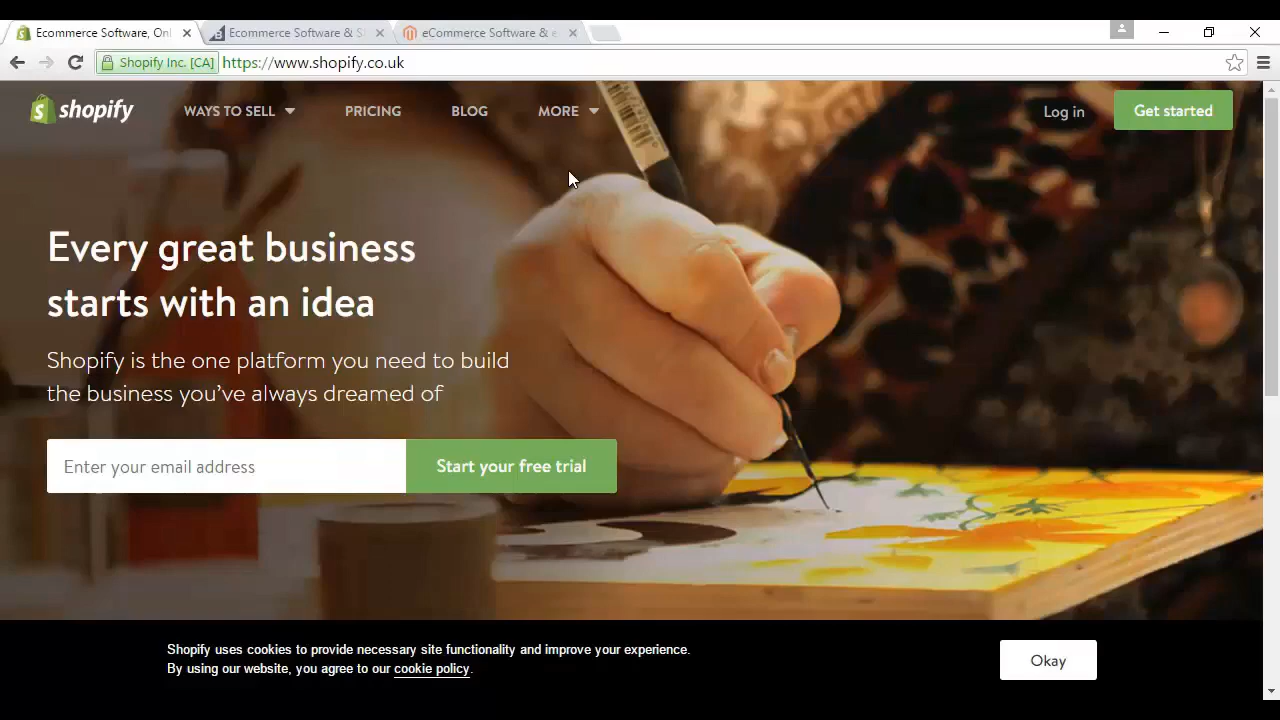 Ecommerce Software, Onl
Ecommerce Software & S
eCommerce Software & e
Shopify Inc. [CA] https://www.shopify.co.uk
shopify WAYS TO SELL PRICING BLOG MORE Log in Get started
Every great business
starts with an idea
Shopify is the one platform you need to build
the business you've always dreamed of
Enter your email address Start your free trial
Shopify uses cookies to provide necessary site functionality and improve your experience.
By using our website, you agree to our cookie policy.
Okay